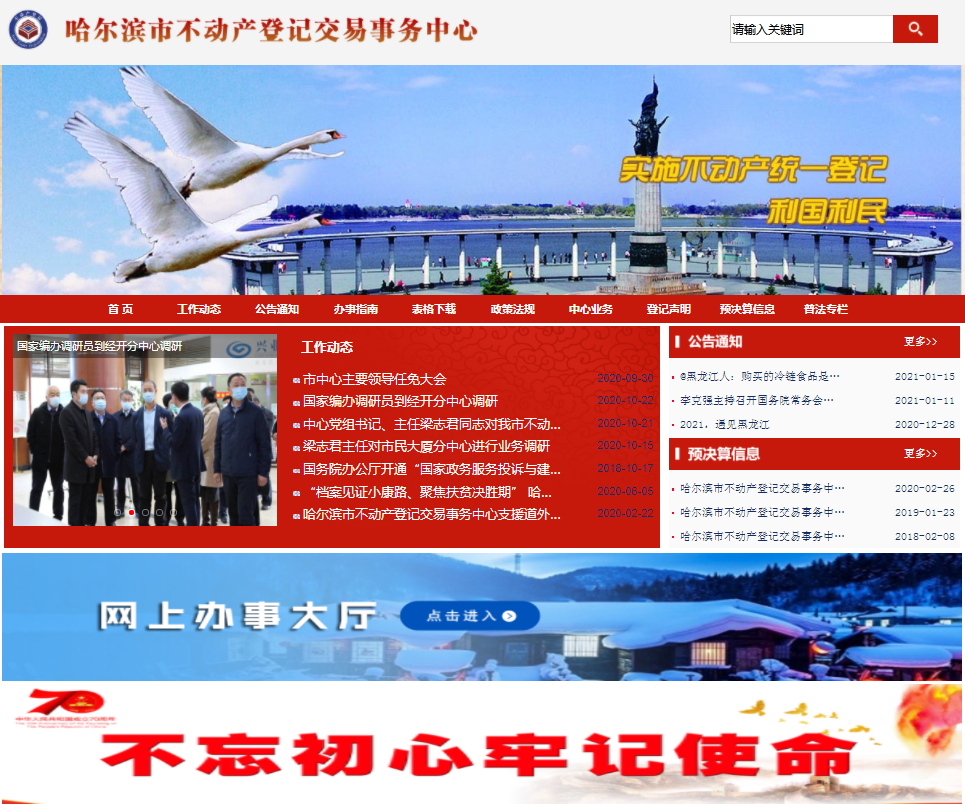 哈尔滨市不动产登记交易事务中心
请输入关键词
实施不动产统一登记
利国利民
首 页 工作动态 公告通知 办事指南 表格下载 政策法规 中心业务 登记声明 预决算信息 普法专栏
国家编办调研员到经开分中心调研
工作动态
市中心主要领导任免大会 2020-09-30
国家编办调研员到经开分中心调研 2020-10-22
中心党组书记、主任梁志君同志对我市不动... 2020-10-21
梁志君主任对市民大厦分中心进行业务调研 2020-10-15
国务院办公厅开通“国家政务服务投诉与建... 2018-10-17
“档案见证小康路、聚焦扶贫决胜期” 哈... 2020-06-05
哈尔滨市不动产登记交易事务中心支援道外... 2020-02-22
公告通知 更多>>
@黑龙江人：购买的冷链食品是… 2021-01-15
李克强主持召开国务院常务会… 2021-01-11
2021，遇见黑龙江 2020-12-28
预决算信息 更多>>
哈尔滨市不动产登记交易事务中… 2020-02-26
哈尔滨市不动产登记交易事务中… 2019-01-23
哈尔滨市不动产登记交易事务中… 2018-02-08
网上办事大厅 点击进入
70
中华人民共和国成立70周年
不忘初心牢记使命